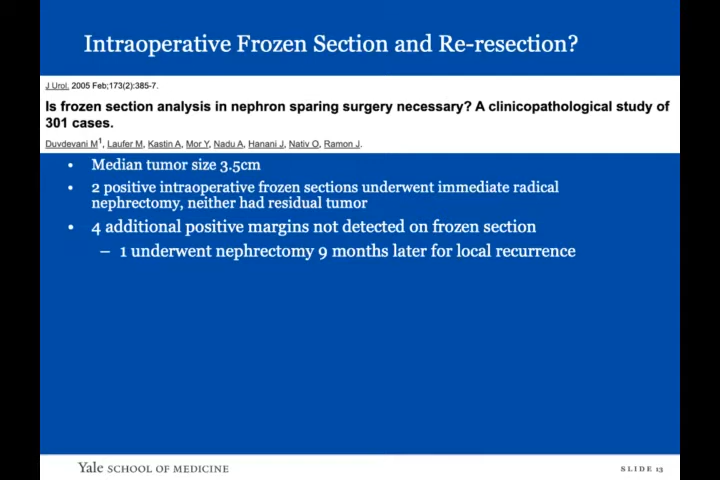 Intraoperative Frozen Section and Re-resection?
J Urol. 2005 Feb;173(2):385-7.
Is frozen section analysis in nephron sparing surgery necessary? A clinicopathological study of
301 cases.
Duvdevani M1, Laufer M, Kastin A, Mor Y, Nadu A, Hanani J, Nativ O, Ramon J.
• Median tumor size 3.5cm
• 2 positive intraoperative frozen sections underwent immediate radical
nephrectomy, neither had residual tumor
• 4 additional positive margins not detected on frozen section
– 1 underwent nephrectomy 9 months later for local recurrence
Yale SCHOOL OF MEDICINE
SLIDE 13